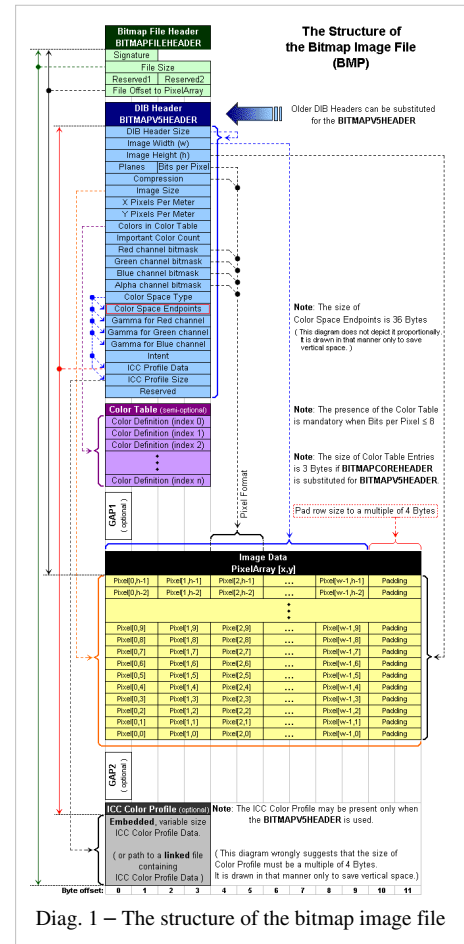 Bitmap File Header
BITMAPFILEHEADER
Signature
File Size
Reserved1 Reserved2
File Offset to PixelArray
The Structure of
the Bitmap Image File
(BMP)
DIB Header
BITMAPV5HEADER
Older DIB Headers can be substituted
for the BITMAPV5HEADER
DIB Header Size
Image Width (w)
Image Height (h)
Planes Bits per Pixel
Compression
Image Size
X Pixels Per Meter
Y Pixels Per Meter
Colors in Color Table
Important Color Count
Red channel bitmask
Green channel bitmask
Blue channel bitmask
Alpha channel bitmask
Color Space Type
Color Space Endpoints
Gamma for Red channel
Gamma for Green channel
Gamma for Blue channel
Intent
ICC Profile Data
ICC Profile Size
Reserved
Note: The size of
Color Space Endpoints is 36 Bytes
( This diagram does not depict it proportionally.
It is drawn in that manner only to save
vertical space. )
Color Table (semi-optional)
Color Definition (index 0)
Color Definition (index 1)
Color Definition (index 2)
Color Definition (index n)
Note: The presence of the Color Table
is mandatory when Bits per Pixel ≤ 8
Note: The size of Color Table Entries
is 3 Bytes if BITMAPCOREHEADER
is substituted for BITMAPV5HEADER.
GAP1
( optional )
Pixel Format
Pad row size to a multiple of 4 Bytes
Image Data
PixelArray [x,y]
Pixel[0,h-1] Pixel[1,h-1] Pixel[2,h-1] ... Pixel[w-1,h-1] Padding
Pixel[0,h-2] Pixel[1,h-2] Pixel[2,h-2] ... Pixel[w-1,h-2] Padding
Pixel[0,9] Pixel[1,9] Pixel[2,9] ... Pixel[w-1,9] Padding
Pixel[0,8] Pixel[1,8] Pixel[2,8] ... Pixel[w-1,8] Padding
Pixel[0,7] Pixel[1,7] Pixel[2,7] ... Pixel[w-1,7] Padding
Pixel[0,6] Pixel[1,6] Pixel[2,6] ... Pixel[w-1,6] Padding
Pixel[0,5] Pixel[1,5] Pixel[2,5] ... Pixel[w-1,5] Padding
Pixel[0,4] Pixel[1,4] Pixel[2,4] ... Pixel[w-1,4] Padding
Pixel[0,3] Pixel[1,3] Pixel[2,3] ... Pixel[w-1,3] Padding
Pixel[0,2] Pixel[1,2] Pixel[2,2] ... Pixel[w-1,2] Padding
Pixel[0,1] Pixel[1,1] Pixel[2,1] ... Pixel[w-1,1] Padding
Pixel[0,0] Pixel[1,0] Pixel[2,0] ... Pixel[w-1,0] Padding
GAP2
( optional )
ICC Color Profile (optional)
Embedded, variable size
ICC Color Profile Data.
( or path to a linked file
containing
ICC Color Profile Data )
Note: The ICC Color Profile may be present only when
the BITMAPV5HEADER is used.
( This diagram wrongly suggests that the size of
Color Profile must be a multiple of 4 Bytes.
It is drawn in that manner only to save vertical space.)
Byte offset: 0 1 2 3 4 5 6 7 8 9 10 11
Diag. 1 – The structure of the bitmap image file